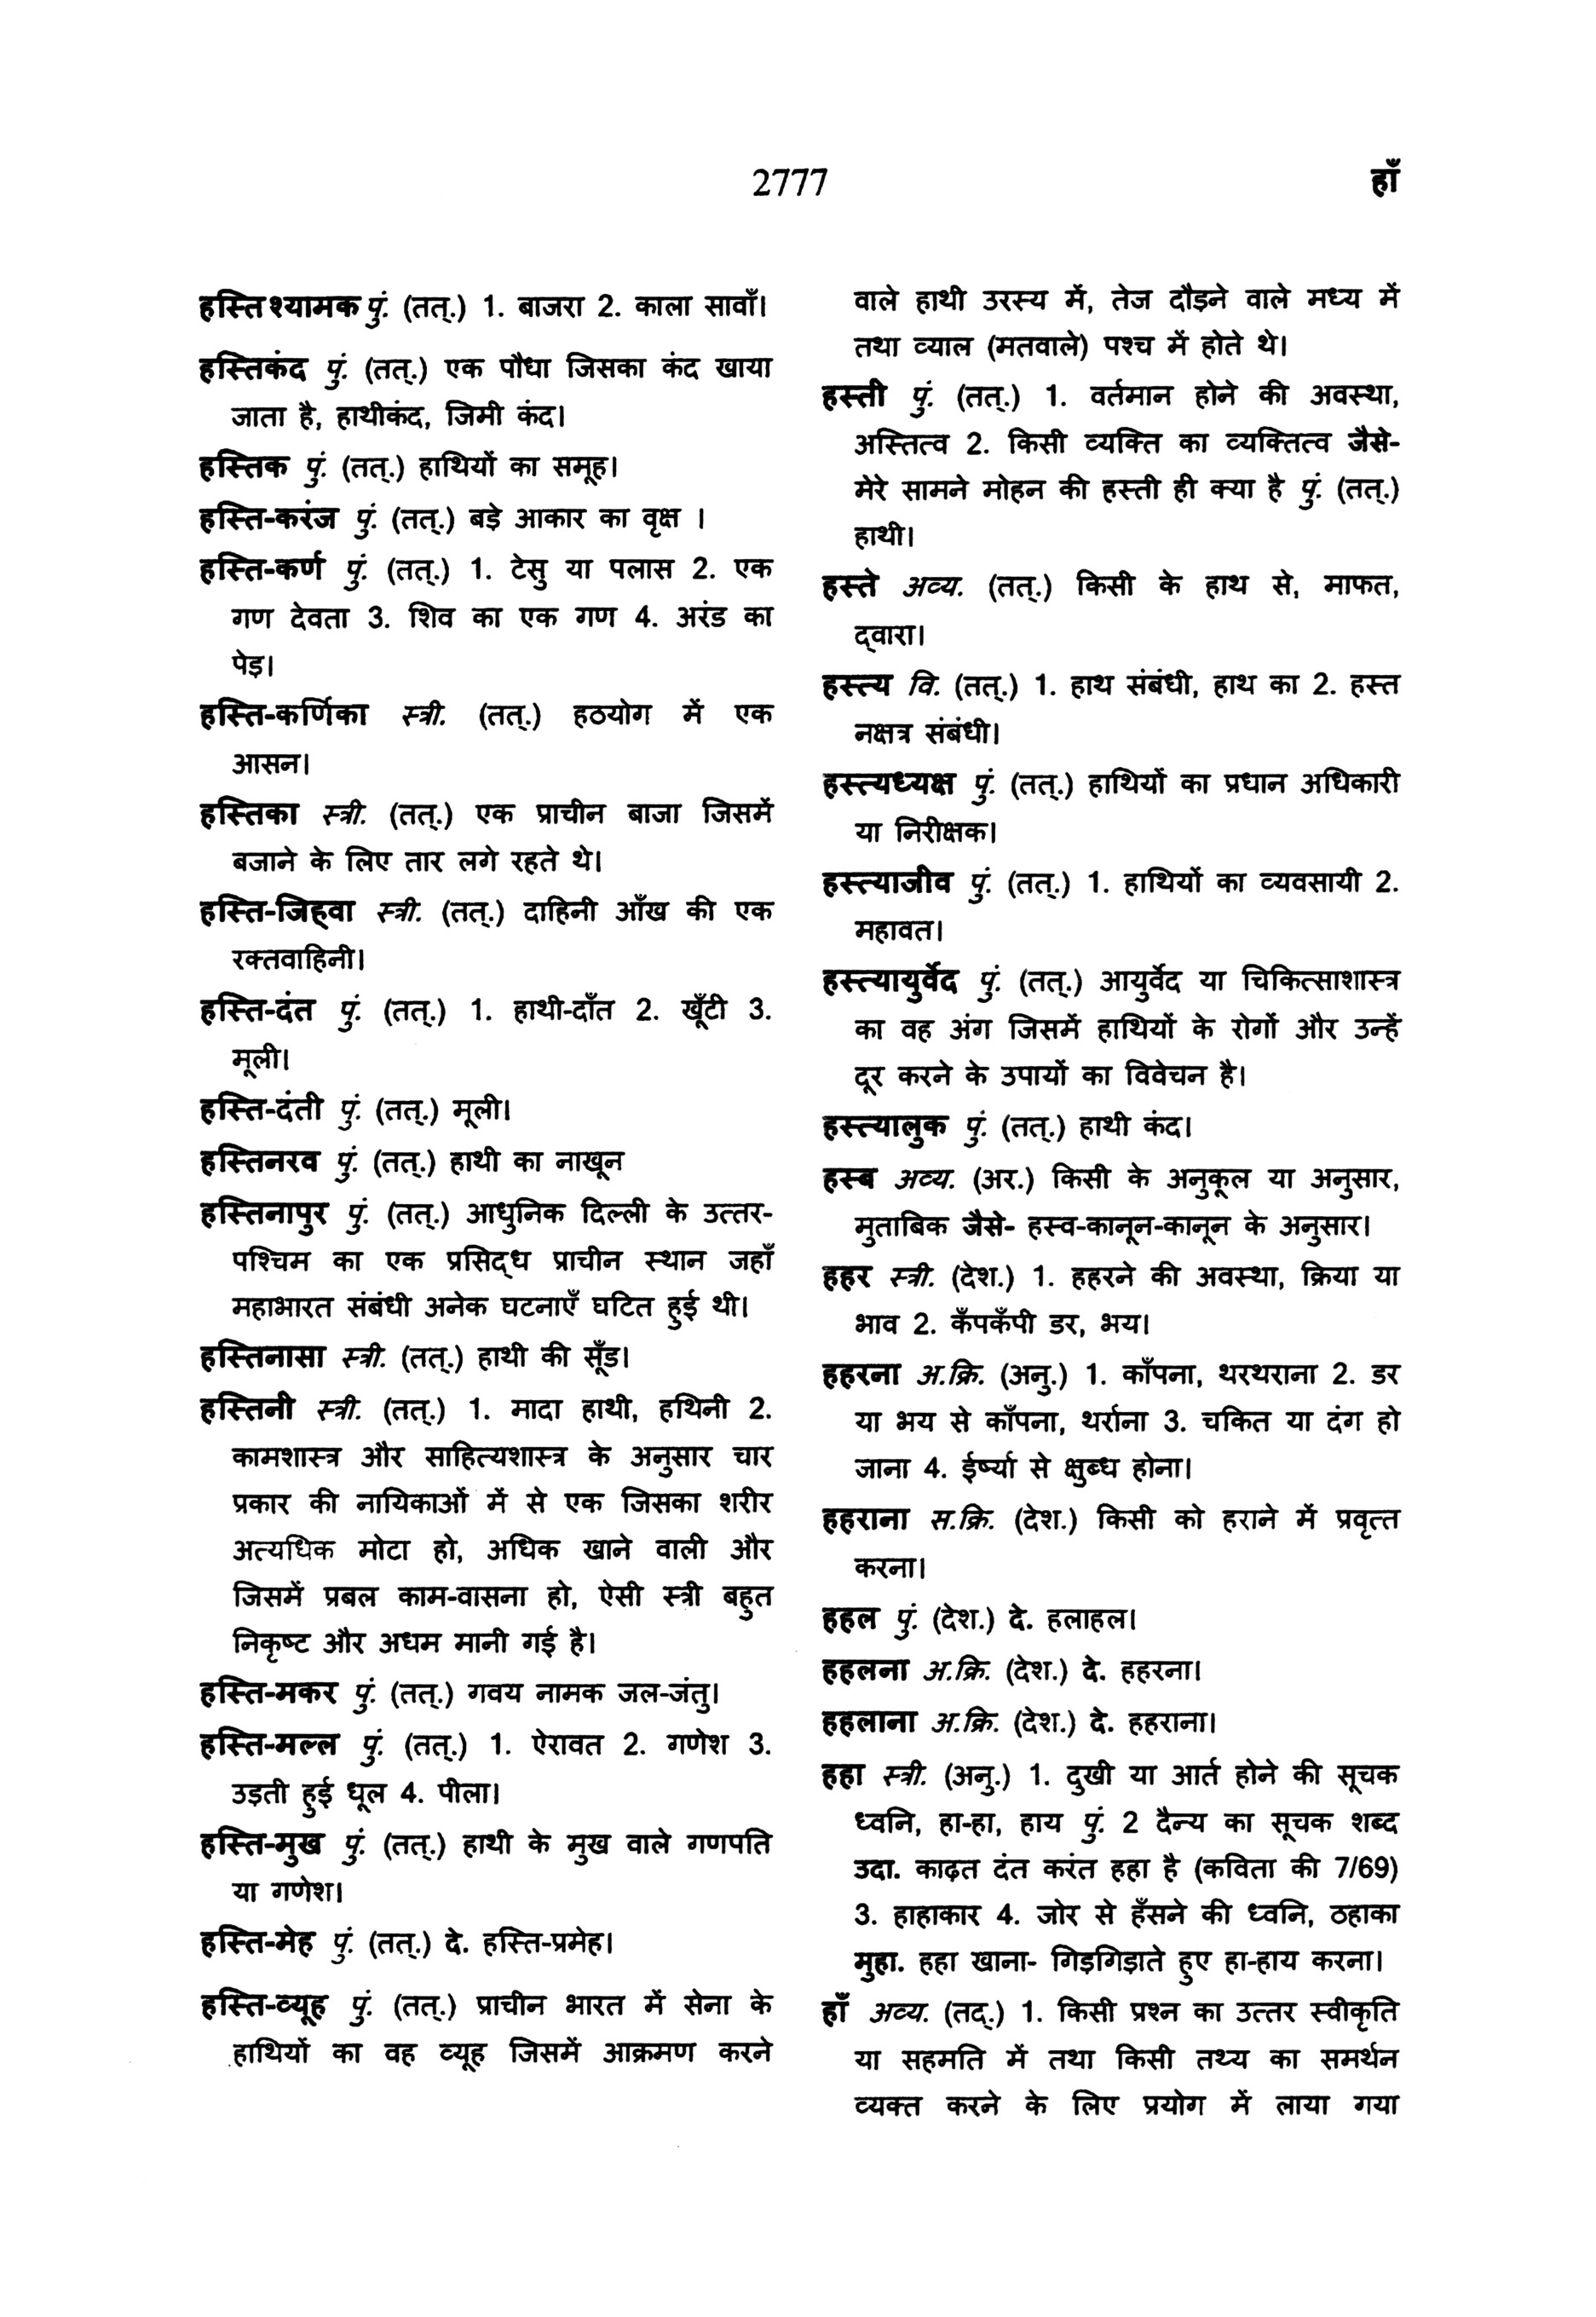 2777
हाँ
हस्तिश्यामक पुं. (तत्.) 1. बाजरा 2. काला सावाँ।
हस्तिकंद पुं. (तत्.) एक पौधा जिसका कंद खाया
जाता है, हाथीकंद, जिमी कंद।
हस्तिक पुं. (तत्.) हाथियों का समूह।
हस्ति-करंज पुं. (तत्.) बड़े आकार का वृक्ष ।
हस्ति-कर्ण पुं. (तत्.) 1. टेसु या पलास 2. एक
गण देवता 3. शिव का एक गण 4. अरंड का
पेड़।
हस्ति-कर्णिका स्त्री. (तत्.) हठयोग में एक
आसन।
हस्तिका स्त्री. (तत्.) एक प्राचीन बाजा जिसमें
बजाने के लिए तार लगे रहते थे।
हस्ति-जिह्वा स्त्री. (तत्.) दाहिनी आँख की एक
रक्तवाहिनी।
हस्ति-दंत पुं. (तत्.) 1. हाथी-दाँत 2. खूँटी 3.
मूली।
हस्ति-दंती पुं. (तत्.) मूली।
हस्तिनरव पुं. (तत्.) हाथी का नाखून
हस्तिनापुर पुं. (तत्.) आधुनिक दिल्ली के उत्तर-
पश्चिम का एक प्रसिद्ध प्राचीन स्थान जहाँ
महाभारत संबंधी अनेक घटनाएँ घटित हुई थी।
हस्तिनासा स्त्री. (तत्.) हाथी की सूँड।
हस्तिनी स्त्री. (तत्.) 1. मादा हाथी, हथिनी 2.
कामशास्त्र और साहित्यशास्त्र के अनुसार चार
प्रकार की नायिकाओं में से एक जिसका शरीर
अत्यधिक मोटा हो, अधिक खाने वाली और
जिसमें प्रबल काम-वासना हो, ऐसी स्त्री बहुत
निकृष्ट और अधम मानी गई है।
हस्ति-मकर पुं. (तत्.) गवय नामक जल-जंतु।
हस्ति-मल्ल पुं. (तत्.) 1. ऐरावत 2. गणेश 3.
उड़ती हुई धूल 4. पीला।
हस्ति-मुख पुं. (तत्.) हाथी के मुख वाले गणपति
या गणेश।
हस्ति-मेह पुं. (तत्.) दे. हस्ति-प्रमेह।
हस्ति-व्यूह पुं. (तत्.) प्राचीन भारत में सेना के
हाथियों का वह व्यूह जिसमें आक्रमण करने
वाले हाथी उरस्य में, तेज दौड़ने वाले मध्य में
तथा व्याल (मतवाले) पश्च में होते थे।
हस्ती पुं. (तत्.) 1. वर्तमान होने की अवस्था,
अस्तित्व 2. किसी व्यक्ति का व्यक्तित्व जैसे-
मेरे सामने मोहन की हस्ती ही क्या है पुं. (तत्.)
हाथी।
हस्ते अव्य. (तत्.) किसी के हाथ से, माफत,
द्वारा।
हस्त्य वि. (तत्.) 1. हाथ संबंधी, हाथ का 2. हस्त
नक्षत्र संबंधी।
हस्त्यध्यक्ष पुं. (तत्.) हाथियों का प्रधान अधिकारी
या निरीक्षक।
हस्त्याजीव पुं. (तत्.) 1. हाथियों का व्यवसायी 2.
महावत।
हस्त्यायुर्वेद पुं. (तत्.) आयुर्वेद या चिकित्साशास्त्र
का वह अंग जिसमें हाथियों के रोगों और उन्हें
दूर करने के उपायों का विवेचन है।
हस्त्यालुक पुं. (तत्.) हाथी कंद।
हस्ब अव्य. (अर.) किसी के अनुकूल या अनुसार,
मुताबिक जैसे- हस्व-कानून-कानून के अनुसार।
हहर स्त्री. (देश.) 1. हहरने की अवस्था, क्रिया या
भाव 2. कँपकँपी डर, भय।
हहरना अ.क्रि. (अनु.) 1. काँपना, थरथराना 2. डर
या भय से काँपना, थर्राना 3. चकित या दंग हो
जाना 4. ईर्ष्या से क्षुब्ध होना।
हहराना स.क्रि. (देश.) किसी को हराने में प्रवृत्त
करना।
हहल पुं. (देश.) दे. हलाहल।
हहलना अ.क्रि. (देश.) दे. हहरना।
हहलाना अ.क्रि. (देश.) दे. हहराना।
हहा स्त्री. (अनु.) 1. दुखी या आर्त होने की सूचक
ध्वनि, हा-हा, हाय पुं. 2 दैन्य का सूचक शब्द
उदा. काढ़त दंत करंत हहा है (कविता की 7/69)
3. हाहाकार 4. जोर से हँसने की ध्वनि, ठहाका
मुहा. हहा खाना- गिड़गिड़ाते हुए हा-हाय करना।
हाँ अव्य. (तद्.) 1. किसी प्रश्न का उत्तर स्वीकृति
या सहमति में तथा किसी तथ्य का समर्थन
व्यक्त करने के लिए प्रयोग में लाया गया